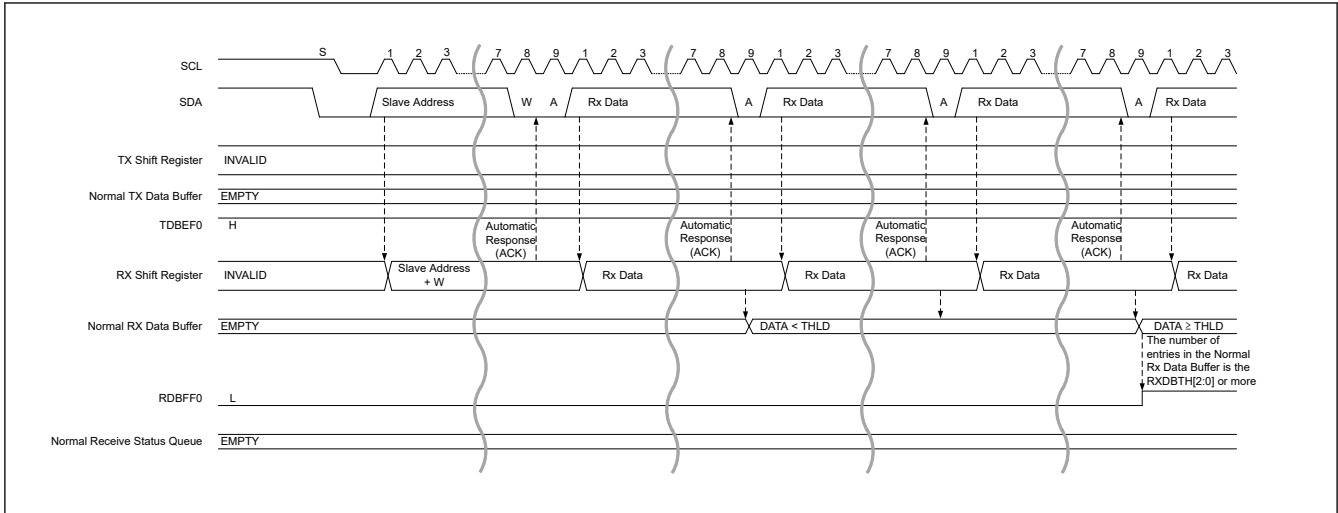 S 1 2 3 7 8 9 1 2 3 7 8 9 1 2 3 7 8 9 1 2 3 7 8 9 1 2 3
SCL
SDA Slave Address W A Rx Data A Rx Data A Rx Data A Rx Data
TX Shift Register INVALID
Normal TX Data Buffer EMPTY
TDBEF0 H
Automatic Response (ACK) Automatic Response (ACK) Automatic Response (ACK) Automatic Response (ACK)
RX Shift Register INVALID Slave Address + W Rx Data Rx Data Rx Data Rx Data
Normal RX Data Buffer EMPTY DATA < THLD DATA ≥ THLD
The number of
entries in the Normal
Rx Data Buffer is the
RXDBTH[2:0] or more
RDBFF0 L
Normal Receive Status Queue EMPTY